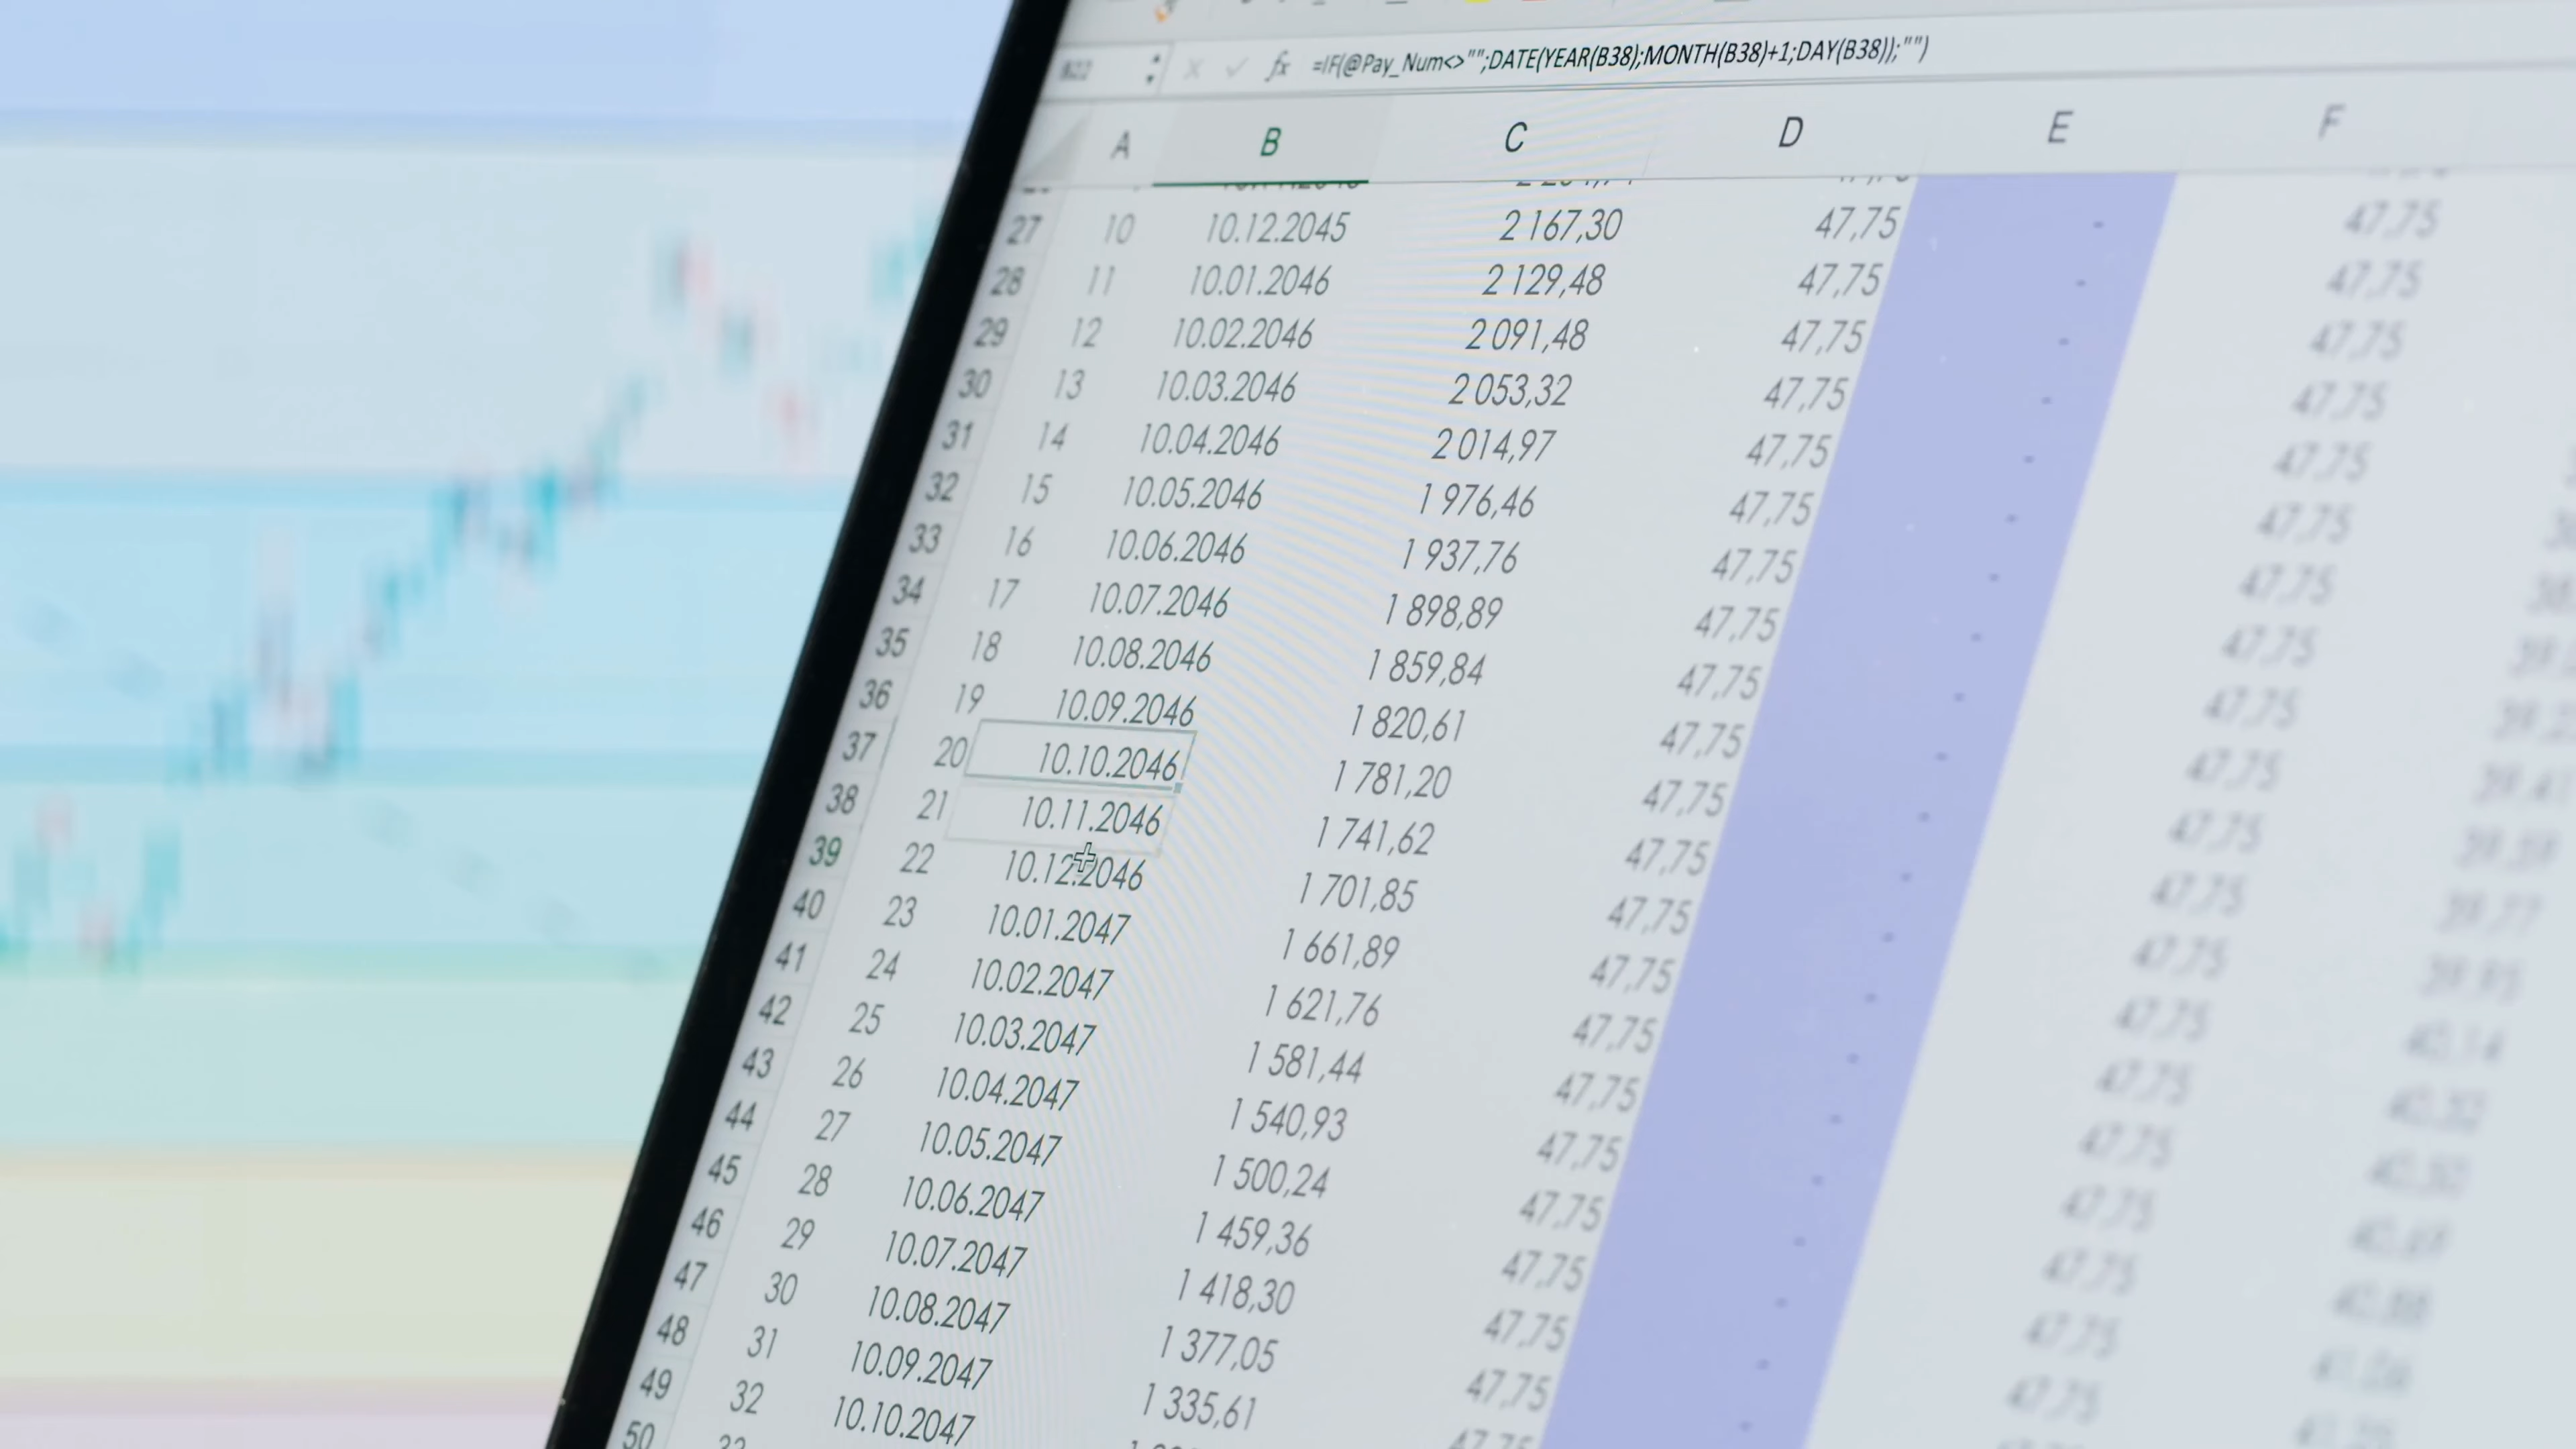 fx =IF(@Pay_Num<>"";DATE(YEAR(B38);MONTH(B38)+1;DAY(B38));"")
A B C D E F
27 10 10.12.2045 2 167,30 47,75 - 47,75
28 11 10.01.2046 2 129,48 47,75 - 47,75
29 12 10.02.2046 2 091,48 47,75 - 47,75
30 13 10.03.2046 2 053,32 47,75 - 47,75
31 14 10.04.2046 2 014,97 47,75 - 47,75
32 15 10.05.2046 1 976,46 47,75 - 47,75
33 16 10.06.2046 1 937,76 47,75 - 47,75
34 17 10.07.2046 1 898,89 47,75 - 47,75
35 18 10.08.2046 1 859,84 47,75 - 47,75
36 19 10.09.2046 1 820,61 47,75 - 47,75
37 20 10.10.2046 1 781,20 47,75 - 47,75
38 21 10.11.2046 1 741,62 47,75 - 47,75
39 22 10.12.2046 1 701,85 47,75 - 47,75
40 23 10.01.2047 1 661,89 47,75 - 47,75
41 24 10.02.2047 1 621,76 47,75 - 47,75
42 25 10.03.2047 1 581,44 47,75 - 47,75
43 26 10.04.2047 1 540,93 47,75 - 47,75
44 27 10.05.2047 1 500,24 47,75 - 47,75
45 28 10.06.2047 1 459,36 47,75 - 47,75
46 29 10.07.2047 1 418,30 47,75 - 47,75
47 30 10.08.2047 1 377,05 47,75 - 47,75
48 31 10.09.2047 1 335,61 47,75
49 32 10.10.2047
50